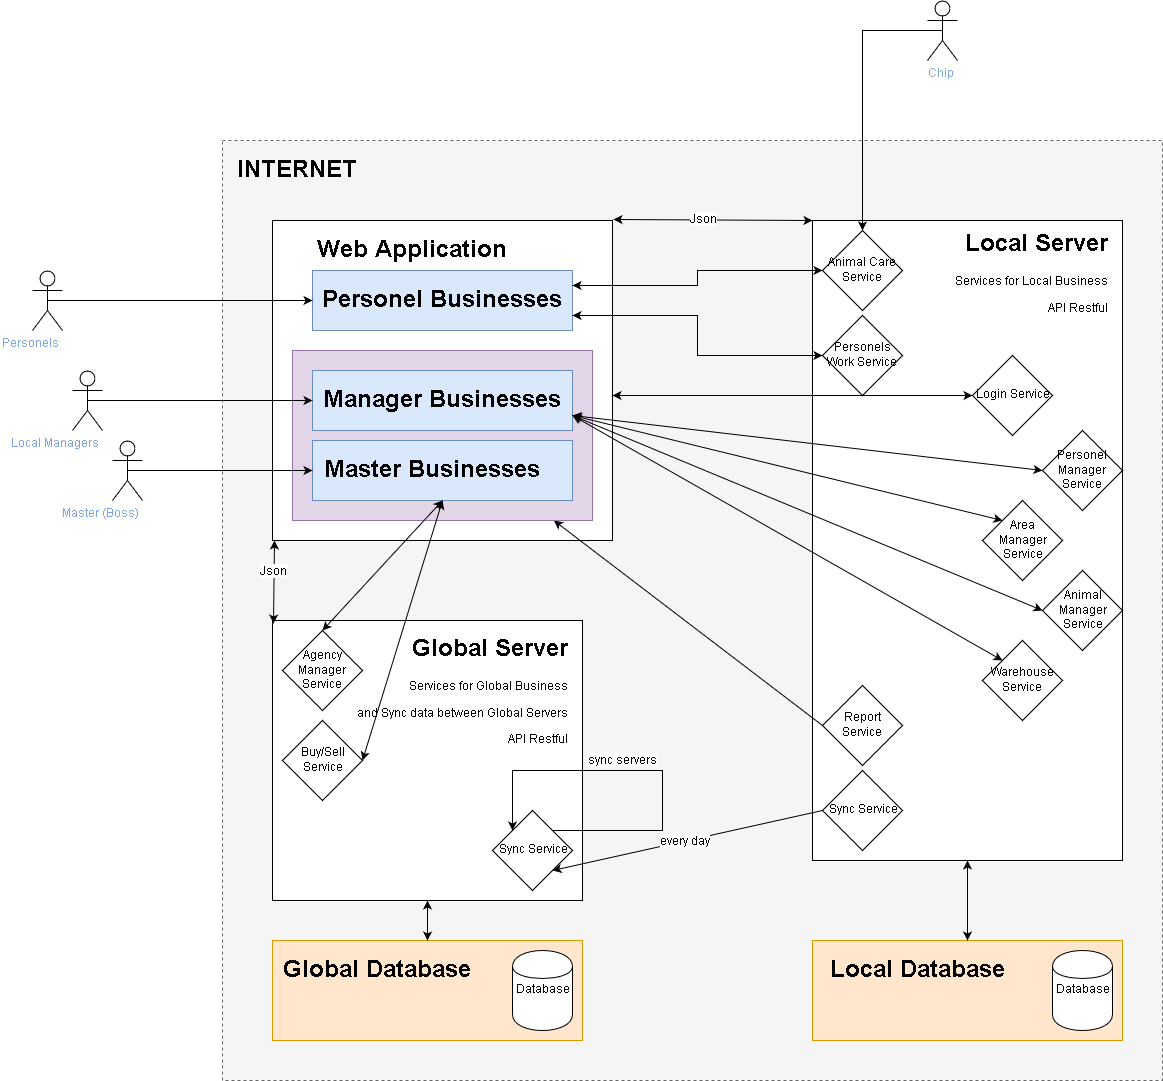 Chip
INTERNET
Json
Web Application
Local Server
Animal Care
Service
Services for Local Business
API Restful
Personel Businesses
Personels
Personels
Work Service
Manager Businesses
Login Service
Local Managers
Master Businesses
Personel
Manager
Service
Master (Boss)
Area
Manager
Service
Json
Animal
Manager
Service
Global Server
Agency
Manager
Service
Services for Global Business
and Sync data between Global Servers
API Restful
Warehouse
Service
Report
Service
Buy/Sell
Service
sync servers
Sync Service
every day
Sync Service
Global Database
Database
Local Database
Database